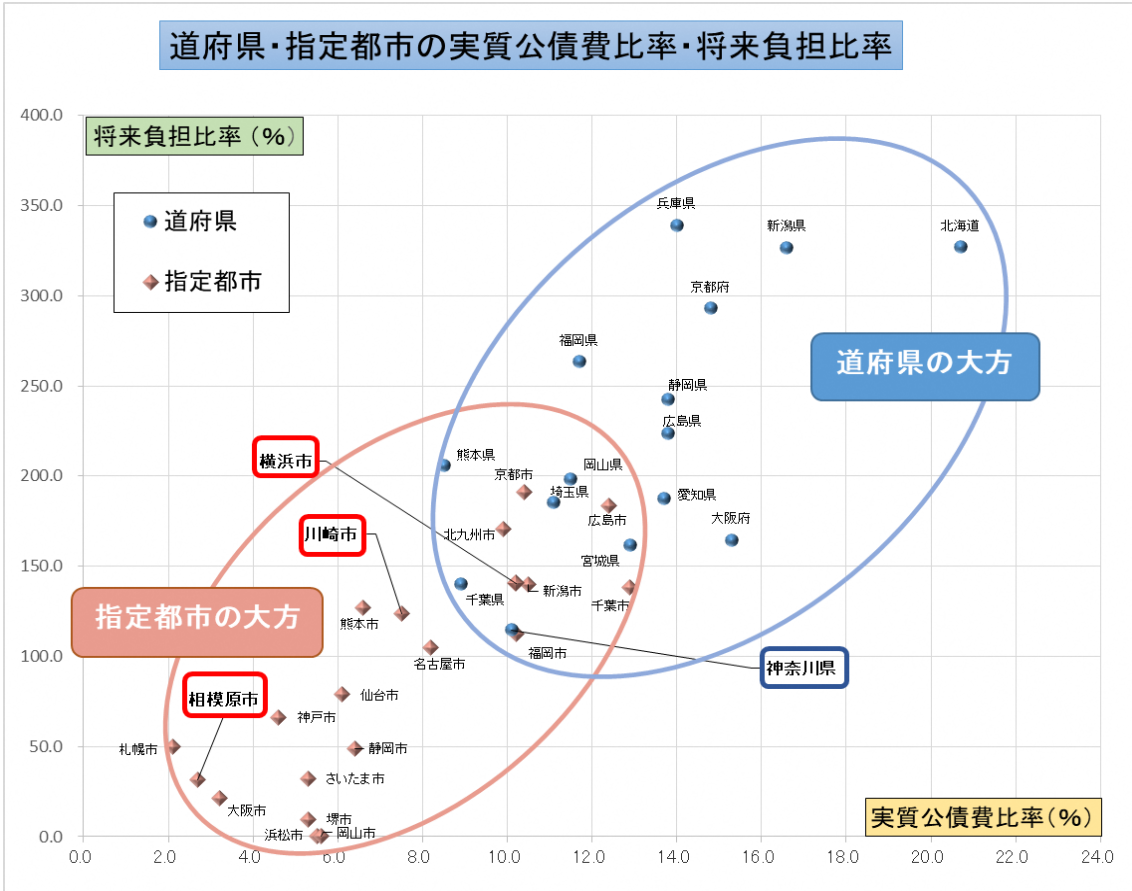 道府県・指定都市の実質公債費比率・将来負担比率
400.0
将来負担比率（%）
道府県
指定都市
350.0
兵庫県
新潟県
北海道
300.0
京都府
福岡県
道府県の大方
250.0
静岡県
広島県
横浜市
熊本県
岡山県
200.0
京都市
埼玉県
愛知県
川崎市
北九州市
広島市
大阪府
150.0
宮城県
千葉県
新潟市
千葉市
指定都市の大方
熊本市
名古屋市
福岡市
神奈川県
100.0
相模原市
仙台市
神戸市
50.0
札幌市
静岡市
さいたま市
大阪市
堺市
実質公債費比率（%）
浜松市
岡山市
0.0
0.0 2.0 4.0 6.0 8.0 10.0 12.0 14.0 16.0 18.0 20.0 22.0 24.0